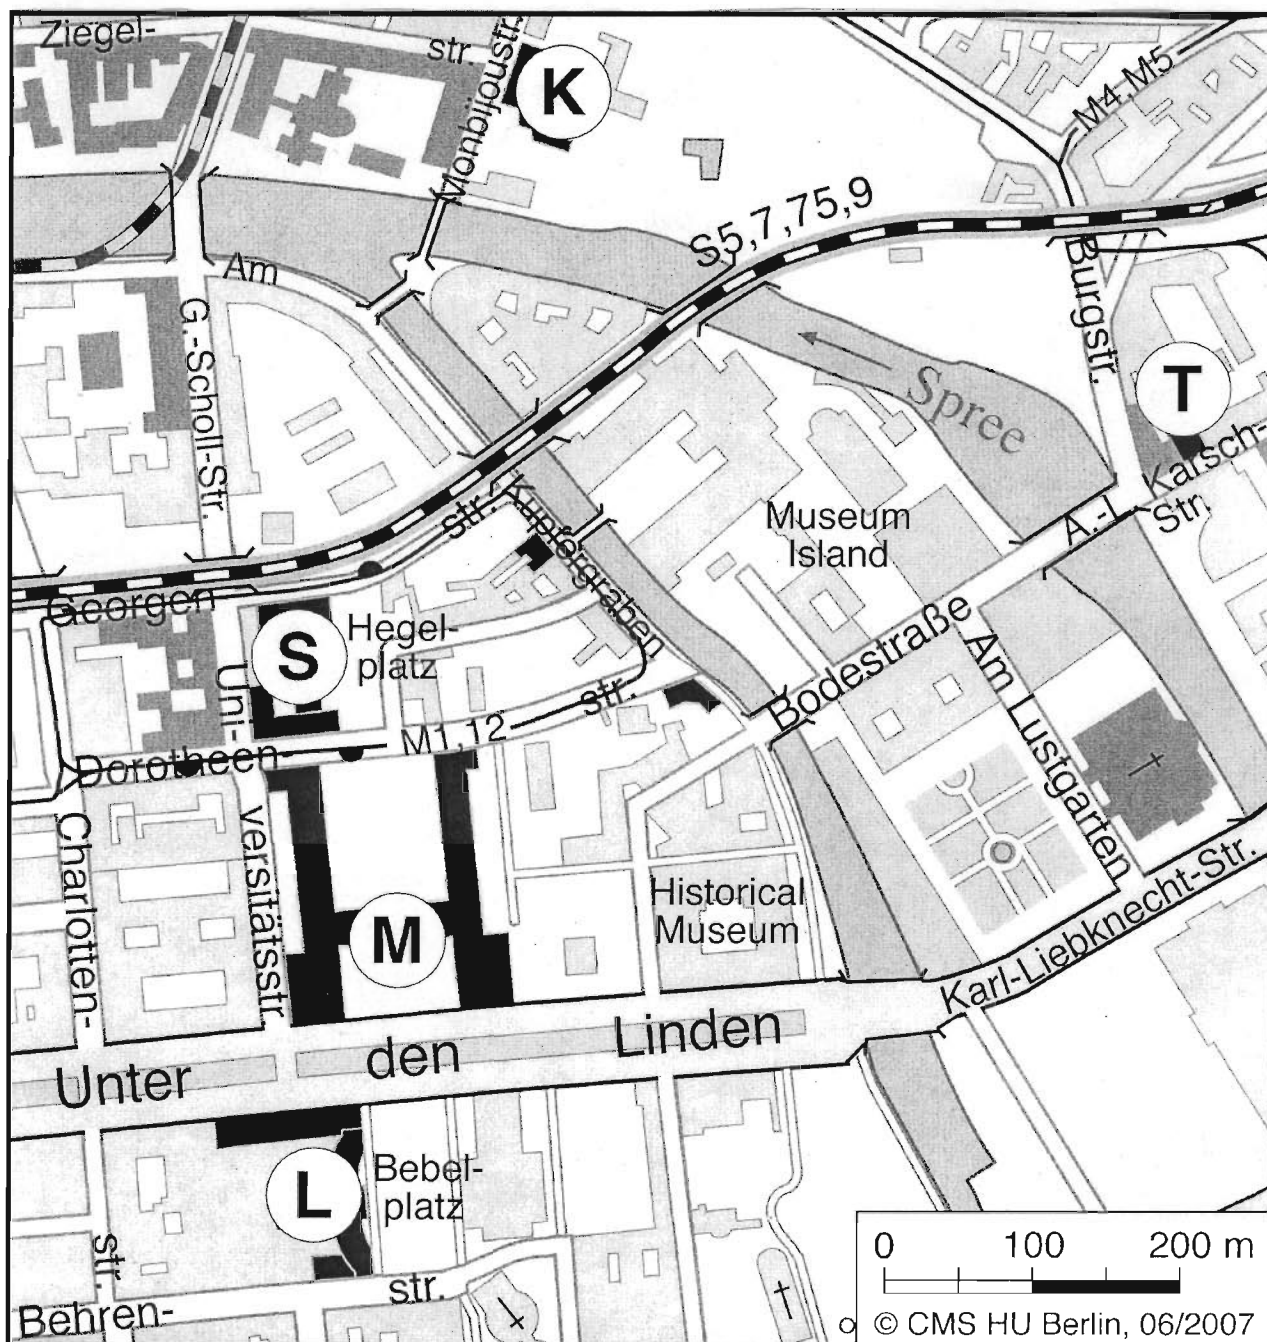 Ziegel-
str.
Monbijoustr.
K
M4,M5
S5,7,75,9
Am
G.-Scholl-Str.
Burgstr.
T
Spree
Karsch-
Str.
A.-L.
Museum
Island
str.
Kupfergraben
Georgen
S
Hegel-
platz
Uni-
Bodestraße
Am Lustgarten
str.
M1,12
Dorotheen-
Charlotten-
versitätsstr.
M
Historical
Museum
Karl-Liebknecht-Str.
Unter den Linden
L
Bebel-
platz
str.
str.
Behren-
0 100 200 m
© CMS HU Berlin, 06/2007